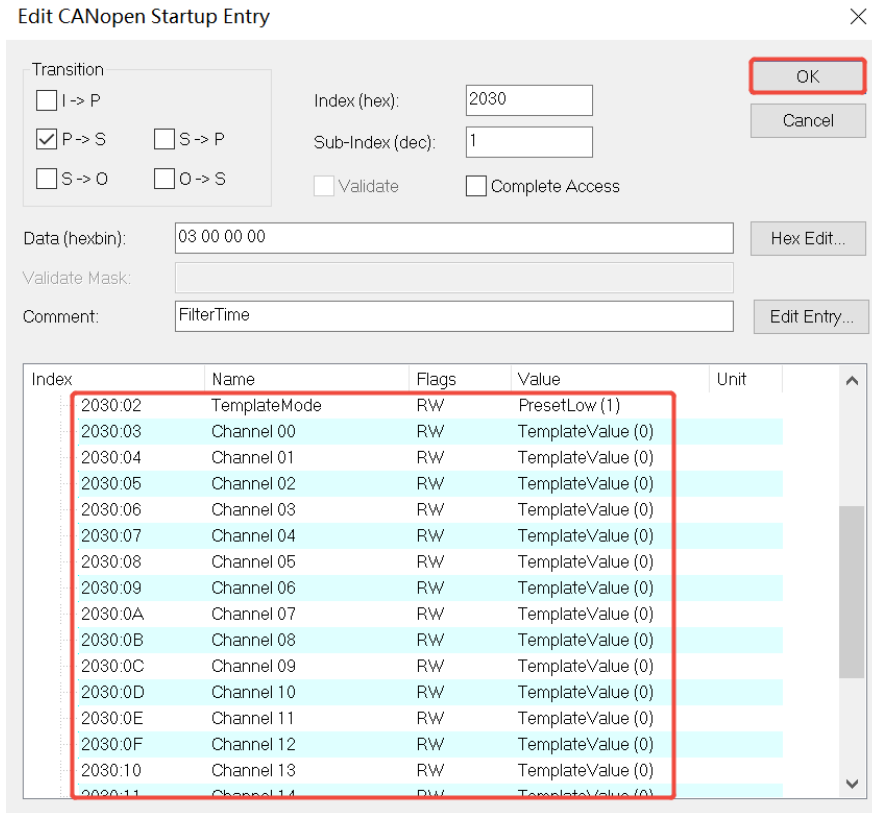 Edit CANopen Startup Entry
Transition
I -> P
P -> S
S -> P
S -> O
O -> S
Index (hex):
2030
Sub-Index (dec):
1
Validate
Complete Access
OK
Cancel
Data (hexbin):
03 00 00 00
Hex Edit...
Validate Mask:
Comment:
FilterTime
Edit Entry...
Index Name Flags Value Unit
2030:02 TemplateMode RW PresetLow (1)
2030:03 Channel 00 RW TemplateValue (0)
2030:04 Channel 01 RW TemplateValue (0)
2030:05 Channel 02 RW TemplateValue (0)
2030:06 Channel 03 RW TemplateValue (0)
2030:07 Channel 04 RW TemplateValue (0)
2030:08 Channel 05 RW TemplateValue (0)
2030:09 Channel 06 RW TemplateValue (0)
2030:0A Channel 07 RW TemplateValue (0)
2030:0B Channel 08 RW TemplateValue (0)
2030:0C Channel 09 RW TemplateValue (0)
2030:0D Channel 10 RW TemplateValue (0)
2030:0E Channel 11 RW TemplateValue (0)
2030:0F Channel 12 RW TemplateValue (0)
2030:10 Channel 13 RW TemplateValue (0)
2030:11 Channel 14 RW TemplateValue (0)